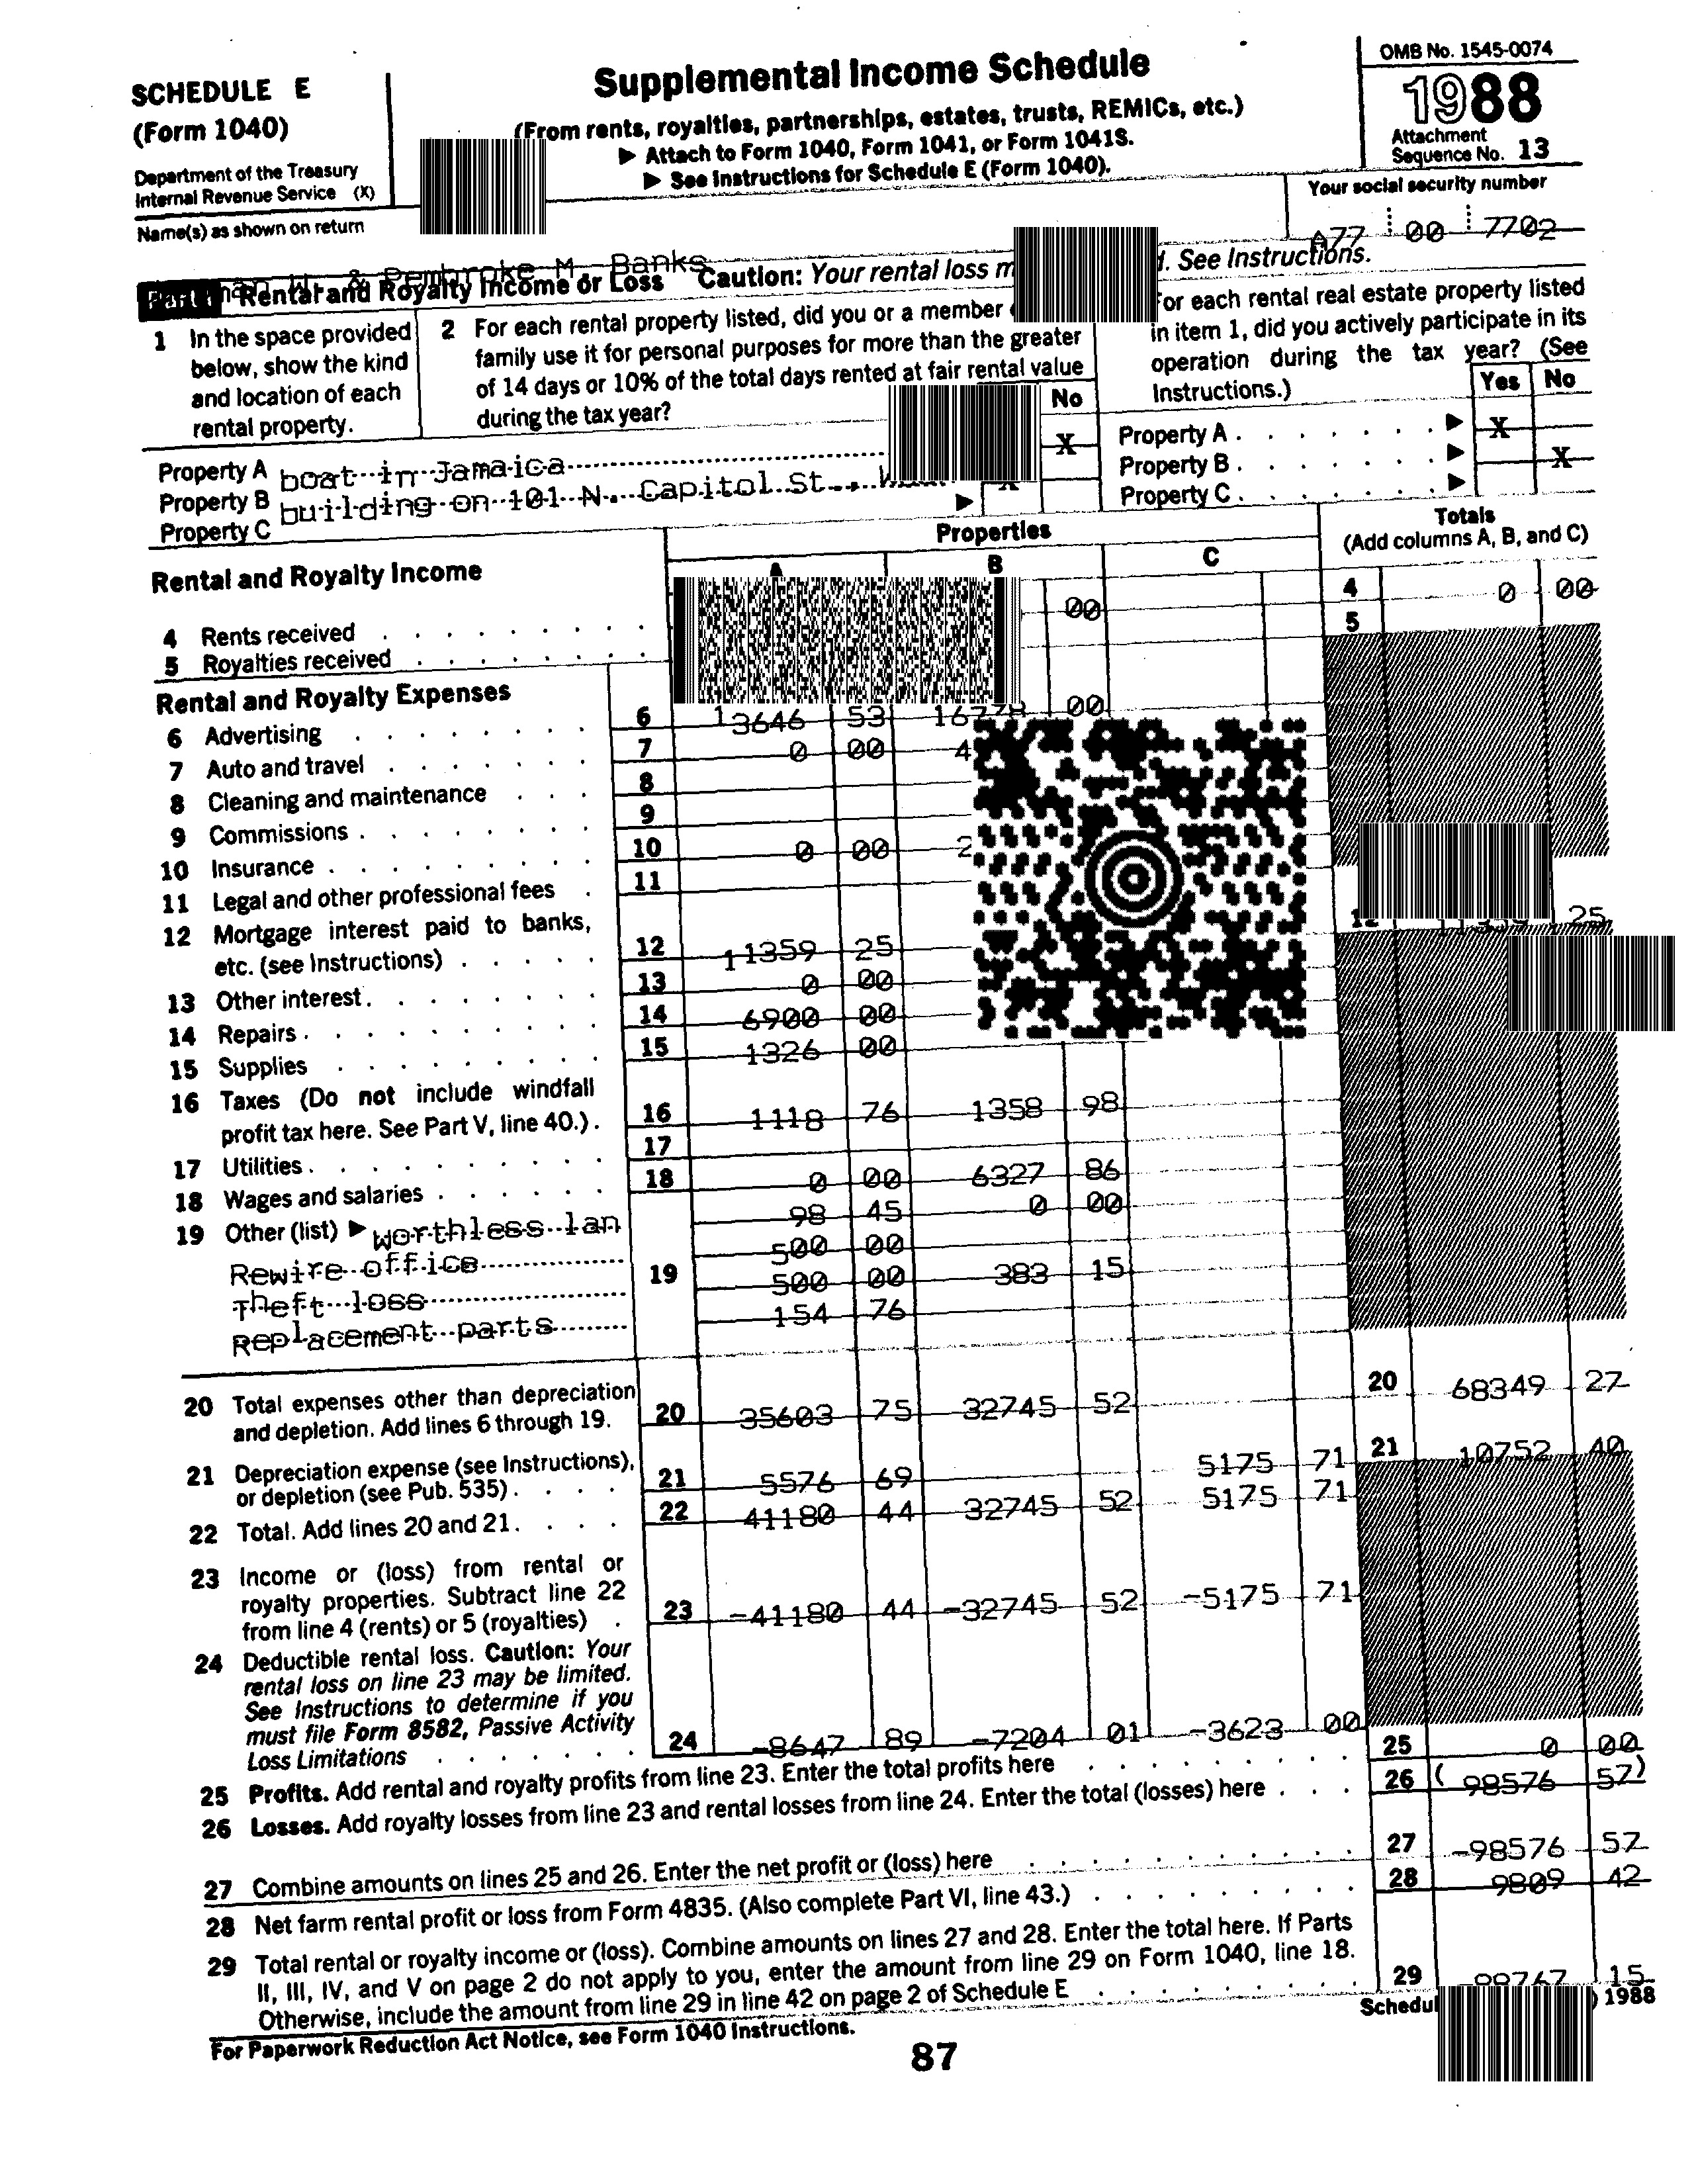 SCHEDULE E
(Form 1040)
Department of the Treasury
Internal Revenue Service (X)
Supplemental Income Schedule
(From rents, royalties, partnerships, estates, trusts, REMICs, etc.)
▶ Attach to Form 1040, Form 1041, or Form 1041S.
▶ See Instructions for Schedule E (Form 1040).
OMB No. 1545-0074
1988
Attachment
Sequence No. 13
Name(s) as shown on return
Your social security number
A77 00 7702
W. & Pembroke M. Banks
Part I Rental and Royalty Income or Loss Caution: Your rental loss See Instructions.
1 In the space provided
below, show the kind
and location of each
rental property.
2 For each rental property listed, did you or a member
family use it for personal purposes for more than the greater
of 14 days or 10% of the total days rented at fair rental value
during the tax year?
No
X
For each rental real estate property listed
in item 1, did you actively participate in its
operation during the tax year? (See
Instructions.)
Yes No
Property A . . . . . . . ▶ X
Property B . . . . . . . ▶ X
Property C . . . . . . . ▶
Property A boat in Jamaica
Property B building on 101 N. Capitol St.,
Property C
▶
Properties
Totals
(Add columns A, B, and C)
A B C
Rental and Royalty Income
4 Rents received . . . . . . . . . 00 4 0 00
5 Royalties received . . . . . . . . 5
Rental and Royalty Expenses
6 Advertising . . . . . . . . 6 13646 53 16778 00
7 Auto and travel . . . . . . . 7 0 00
8 Cleaning and maintenance . . . 8
9 Commissions . . . . . . . . 9
10 Insurance . . . . . . . . . 10 0 00
11 Legal and other professional fees . 11
12 Mortgage interest paid to banks,
etc. (see Instructions) . . . . . 12 11359 25 12 11359 25
13 Other interest . . . . . . . . 13 0 00
14 Repairs . . . . . . . . . . 14 6900 00
15 Supplies . . . . . . . . 15 1326 00
16 Taxes (Do not include windfall
profit tax here. See Part V, line 40.) . 16 1118 76 1358 98
17 Utilities . . . . . . . . . . 17
18 Wages and salaries . . . . . . 18 0 00 6327 86
19 Other (list) ▶ worthless lan 98 45 0 00
Rewire office 500 00
Theft loss 19 500 00 383 15
Replacement parts 154 76
20 Total expenses other than depreciation
and depletion. Add lines 6 through 19. 20 35603 75 32745 52 20 68349 27
21 Depreciation expense (see Instructions),
or depletion (see Pub. 535) . . . . 21 5576 69 5175 71 21 10752 40
22 Total. Add lines 20 and 21. . . . . 22 41180 44 32745 52 5175 71
23 Income or (loss) from rental or
royalty properties. Subtract line 22
from line 4 (rents) or 5 (royalties) . 23 -41180 44 -32745 52 -5175 71
24 Deductible rental loss. Caution: Your
rental loss on line 23 may be limited.
See Instructions to determine if you
must file Form 8582, Passive Activity
Loss Limitations . . . . . . . 24 -8647 89 -7204 01 -3623 00
25 Profits. Add rental and royalty profits from line 23. Enter the total profits here . . . . . . . . 25 0 00
26 Losses. Add royalty losses from line 23 and rental losses from line 24. Enter the total (losses) here . . . 26 ( 98576 57)
27 Combine amounts on lines 25 and 26. Enter the net profit or (loss) here . . . . . . . . . . . 27 -98576 57
28 Net farm rental profit or loss from Form 4835. (Also complete Part VI, line 43.) . . . . . . . . . 28 9809 42
29 Total rental or royalty income or (loss). Combine amounts on lines 27 and 28. Enter the total here. If Parts
II, III, IV, and V on page 2 do not apply to you, enter the amount from line 29 on Form 1040, line 18.
Otherwise, include the amount from line 29 in line 42 on page 2 of Schedule E . . . . . . . . . 29 15
For Paperwork Reduction Act Notice, see Form 1040 Instructions.
1988
87